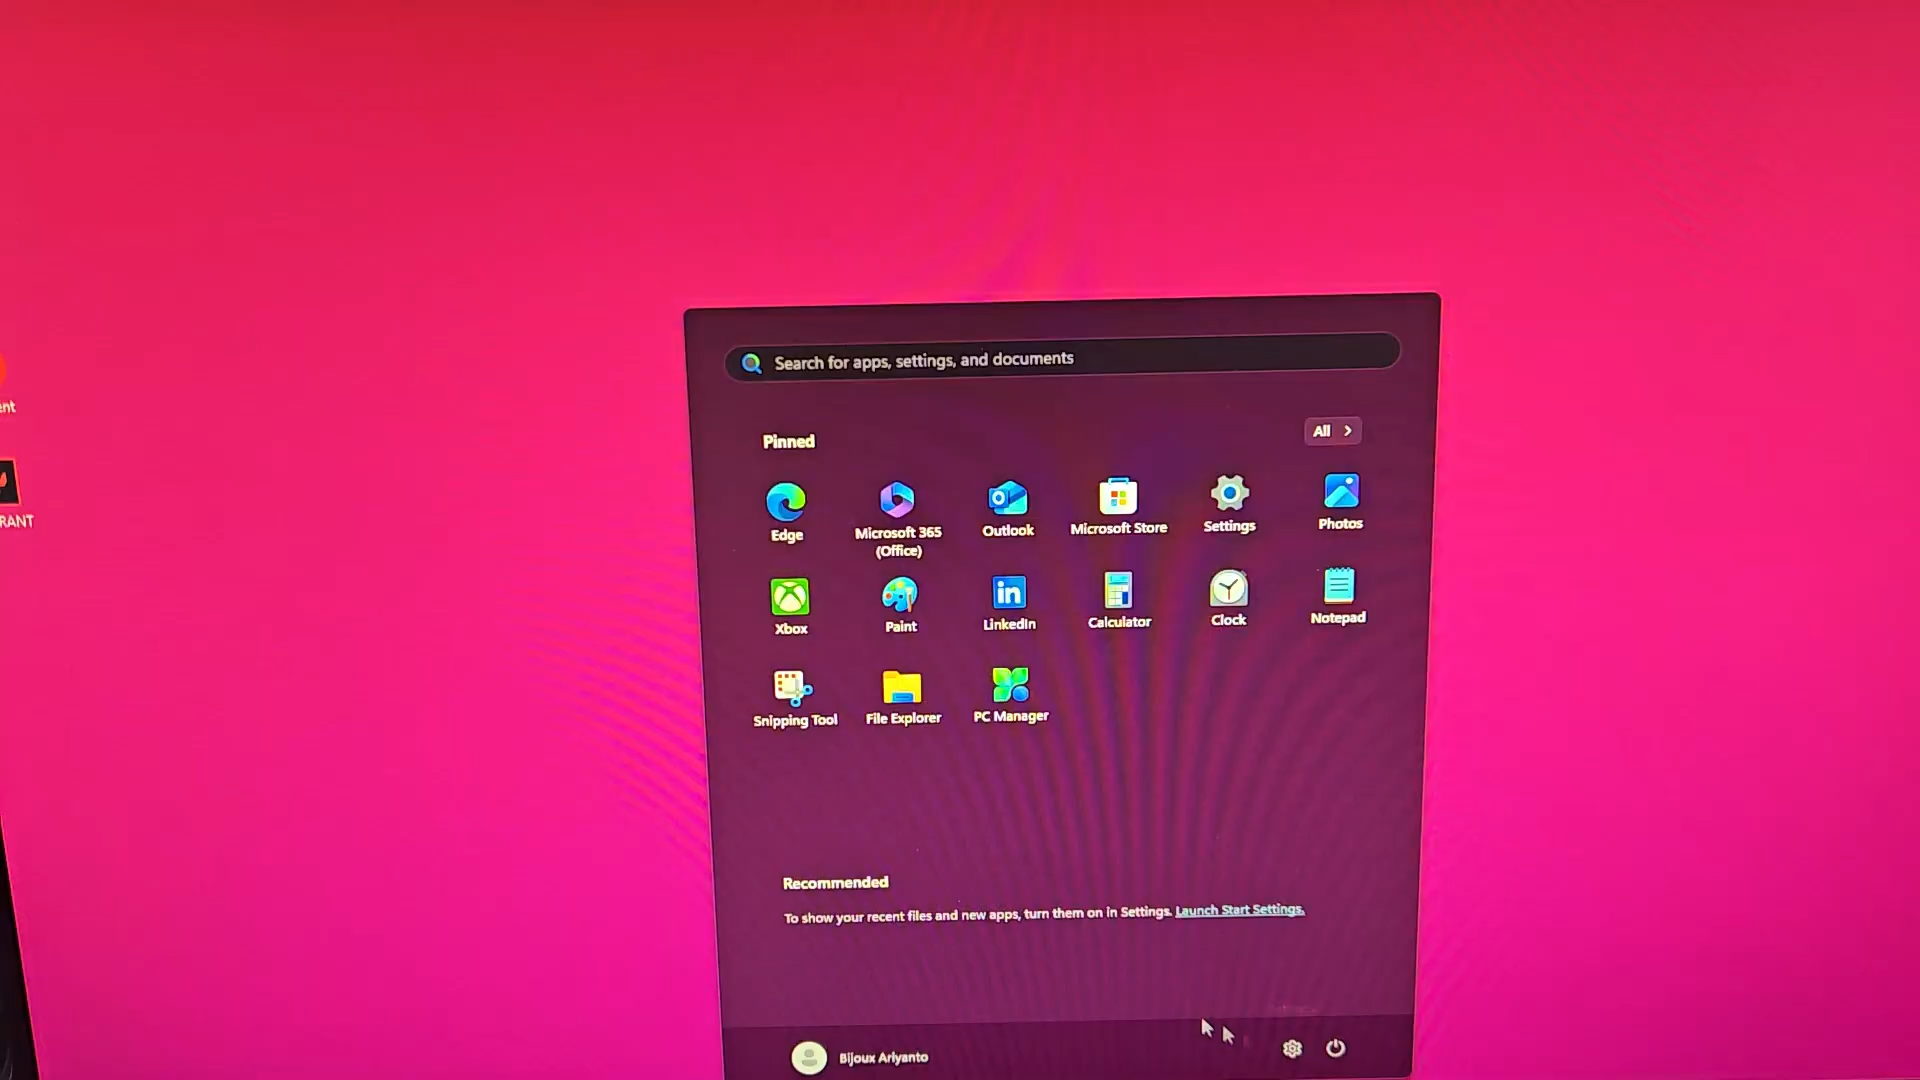 Search for apps, settings, and documents
Pinned
All
Edge
Microsoft 365
(Office)
Outlook
Microsoft Store
Settings
Photos
Xbox
Paint
LinkedIn
Calculator
Clock
Notepad
Snipping Tool
File Explorer
PC Manager
Recommended
To show your recent files and new apps, turn them on in Settings. Launch Start Settings.
Bijoux Ariyanto
ent
RANT